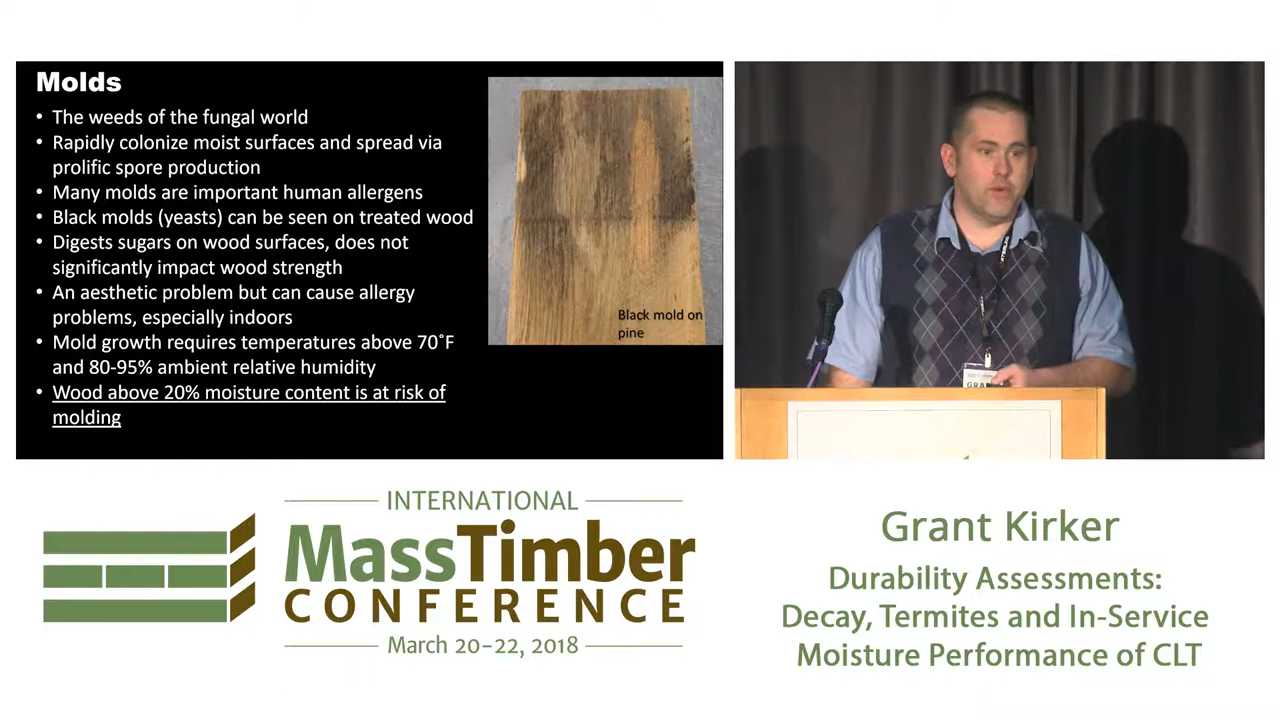 Molds
• The weeds of the fungal world
• Rapidly colonize moist surfaces and spread via
prolific spore production
• Many molds are important human allergens
• Black molds (yeasts) can be seen on treated wood
• Digests sugars on wood surfaces, does not
significantly impact wood strength
• An aesthetic problem but can cause allergy
problems, especially indoors
• Mold growth requires temperatures above 70˚F
and 80-95% ambient relative humidity
• Wood above 20% moisture content is at risk of
molding
Black mold on
pine
INTERNATIONAL
MassTimber
CONFERENCE
March 20–22, 2018
Grant Kirker
Durability Assessments:
Decay, Termites and In-Service
Moisture Performance of CLT